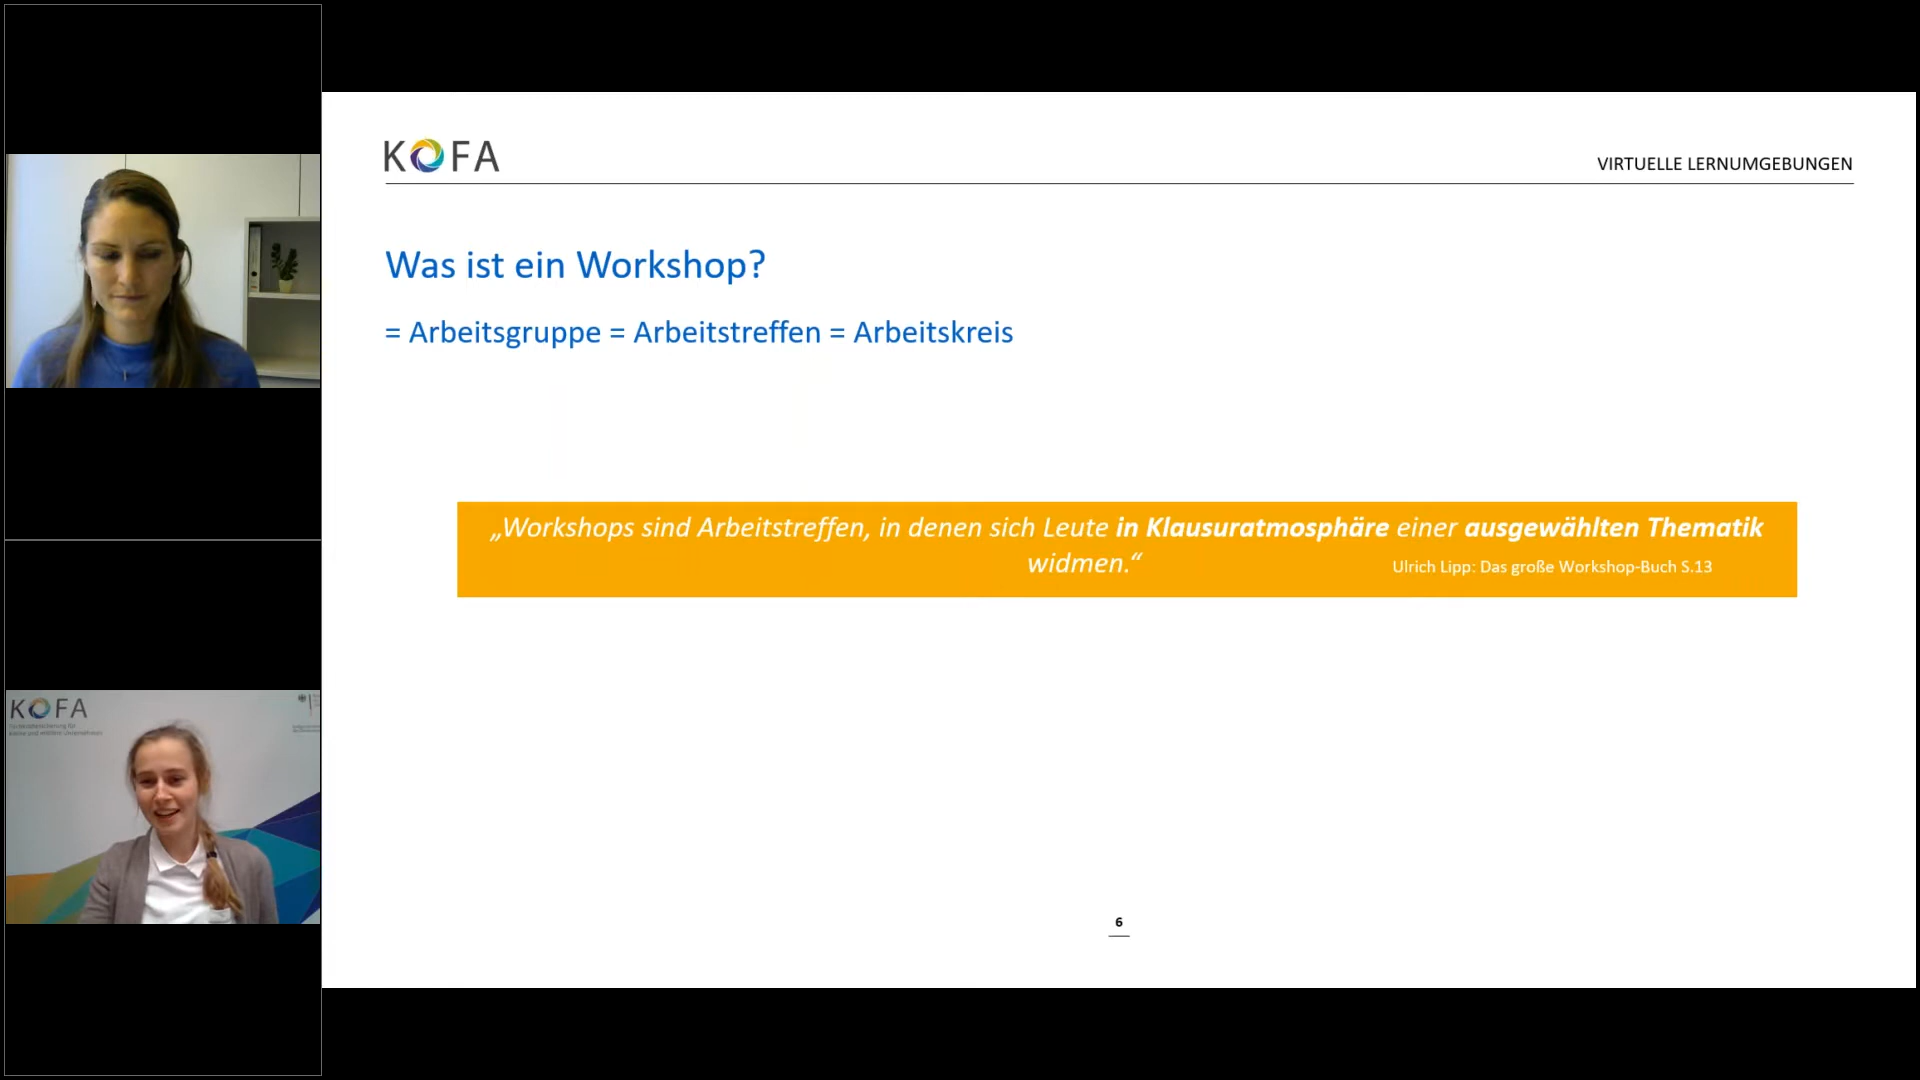 KOFA
VIRTUELLE LERNUMGEBUNGEN
Was ist ein Workshop?
= Arbeitsgruppe = Arbeitstreffen = Arbeitskreis
„Workshops sind Arbeitstreffen, in denen sich Leute in Klausuratmosphäre einer ausgewählten Thematik
widmen.“ Ulrich Lipp: Das große Workshop-Buch S.13
6
KOFA